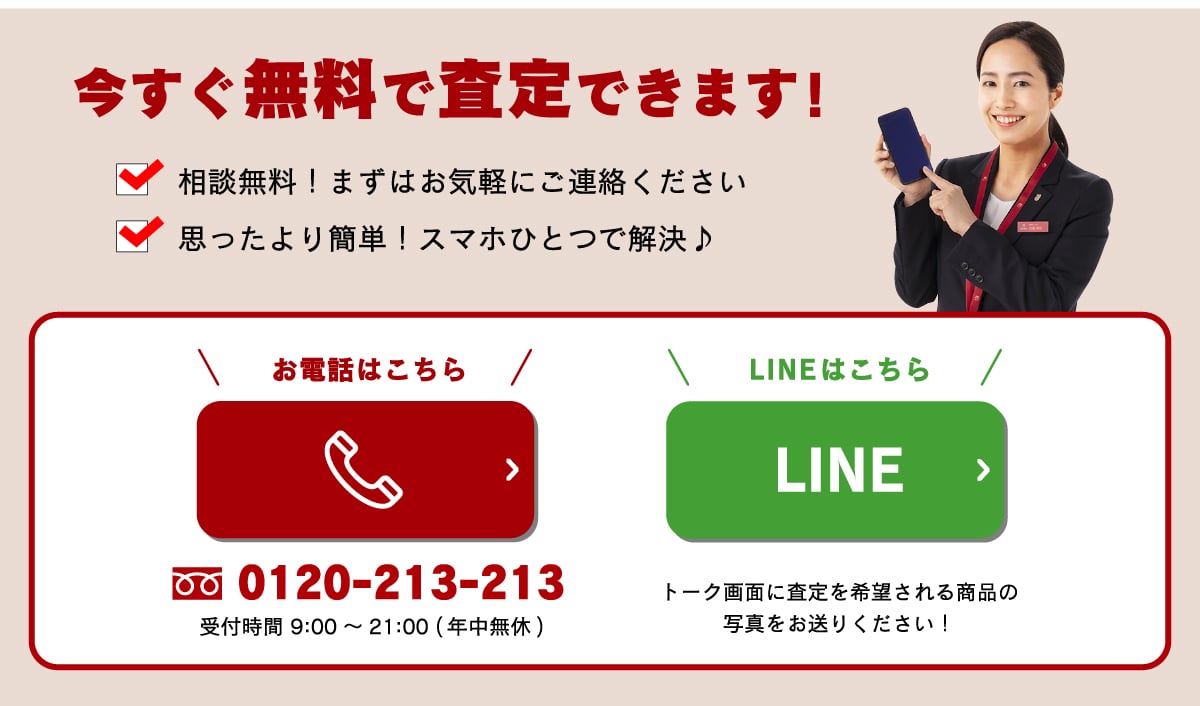 今すぐ無料で査定できます!
相談無料！まずはお気軽にご連絡ください
思ったより簡単！スマホひとつで解決♪
お電話はこちら
LINEはこちら
LINE
0120-213-213
受付時間 9:00 ～ 21:00 ( 年中無休 )
トーク画面に査定を希望される商品の
写真をお送りください！